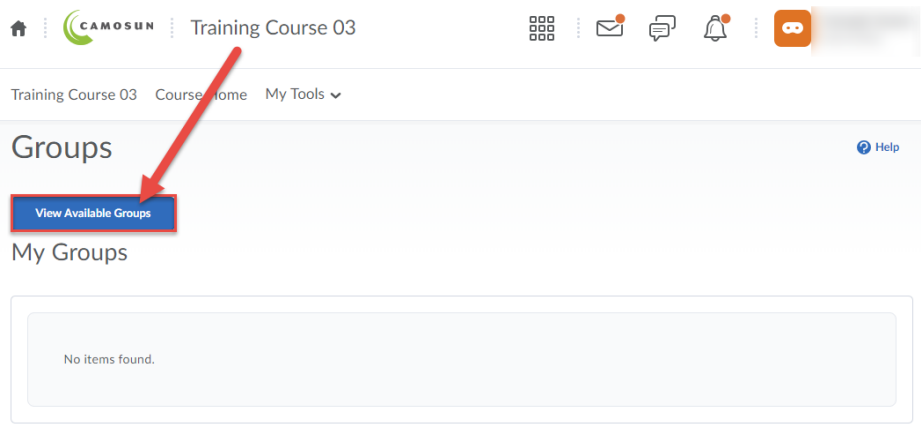 CAMOSUN Training Course 03
Training Course 03 Course Home My Tools
Groups
Help
View Available Groups
My Groups
No items found.